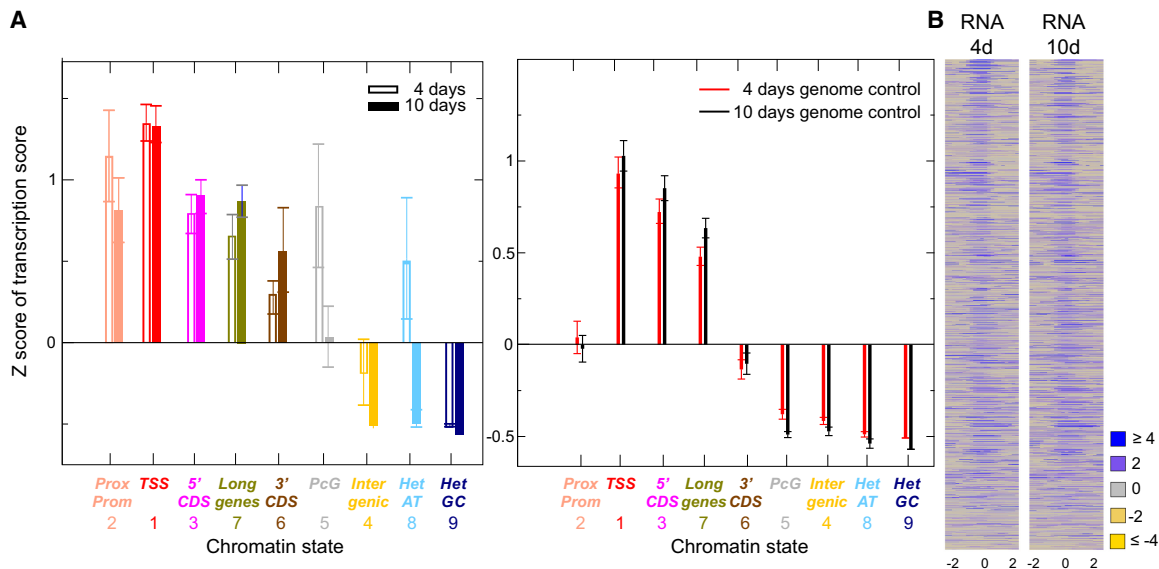 A
B
RNA
4d
RNA
10d
4 days
10 days
4 days genome control
10 days genome control
Z score of transcription score
1
0
1
0.5
0
-0.5
Prox Prom
2
TSS
1
5' CDS
3
Long genes
7
3' CDS
6
PcG
5
Inter genic
4
Het AT
8
Het GC
9
Chromatin state
Prox Prom
2
TSS
1
5' CDS
3
Long genes
7
3' CDS
6
PcG
5
Inter genic
4
Het AT
8
Het GC
9
Chromatin state
≥ 4
2
0
-2
≤ -4
-2 0 2
-2 0 2